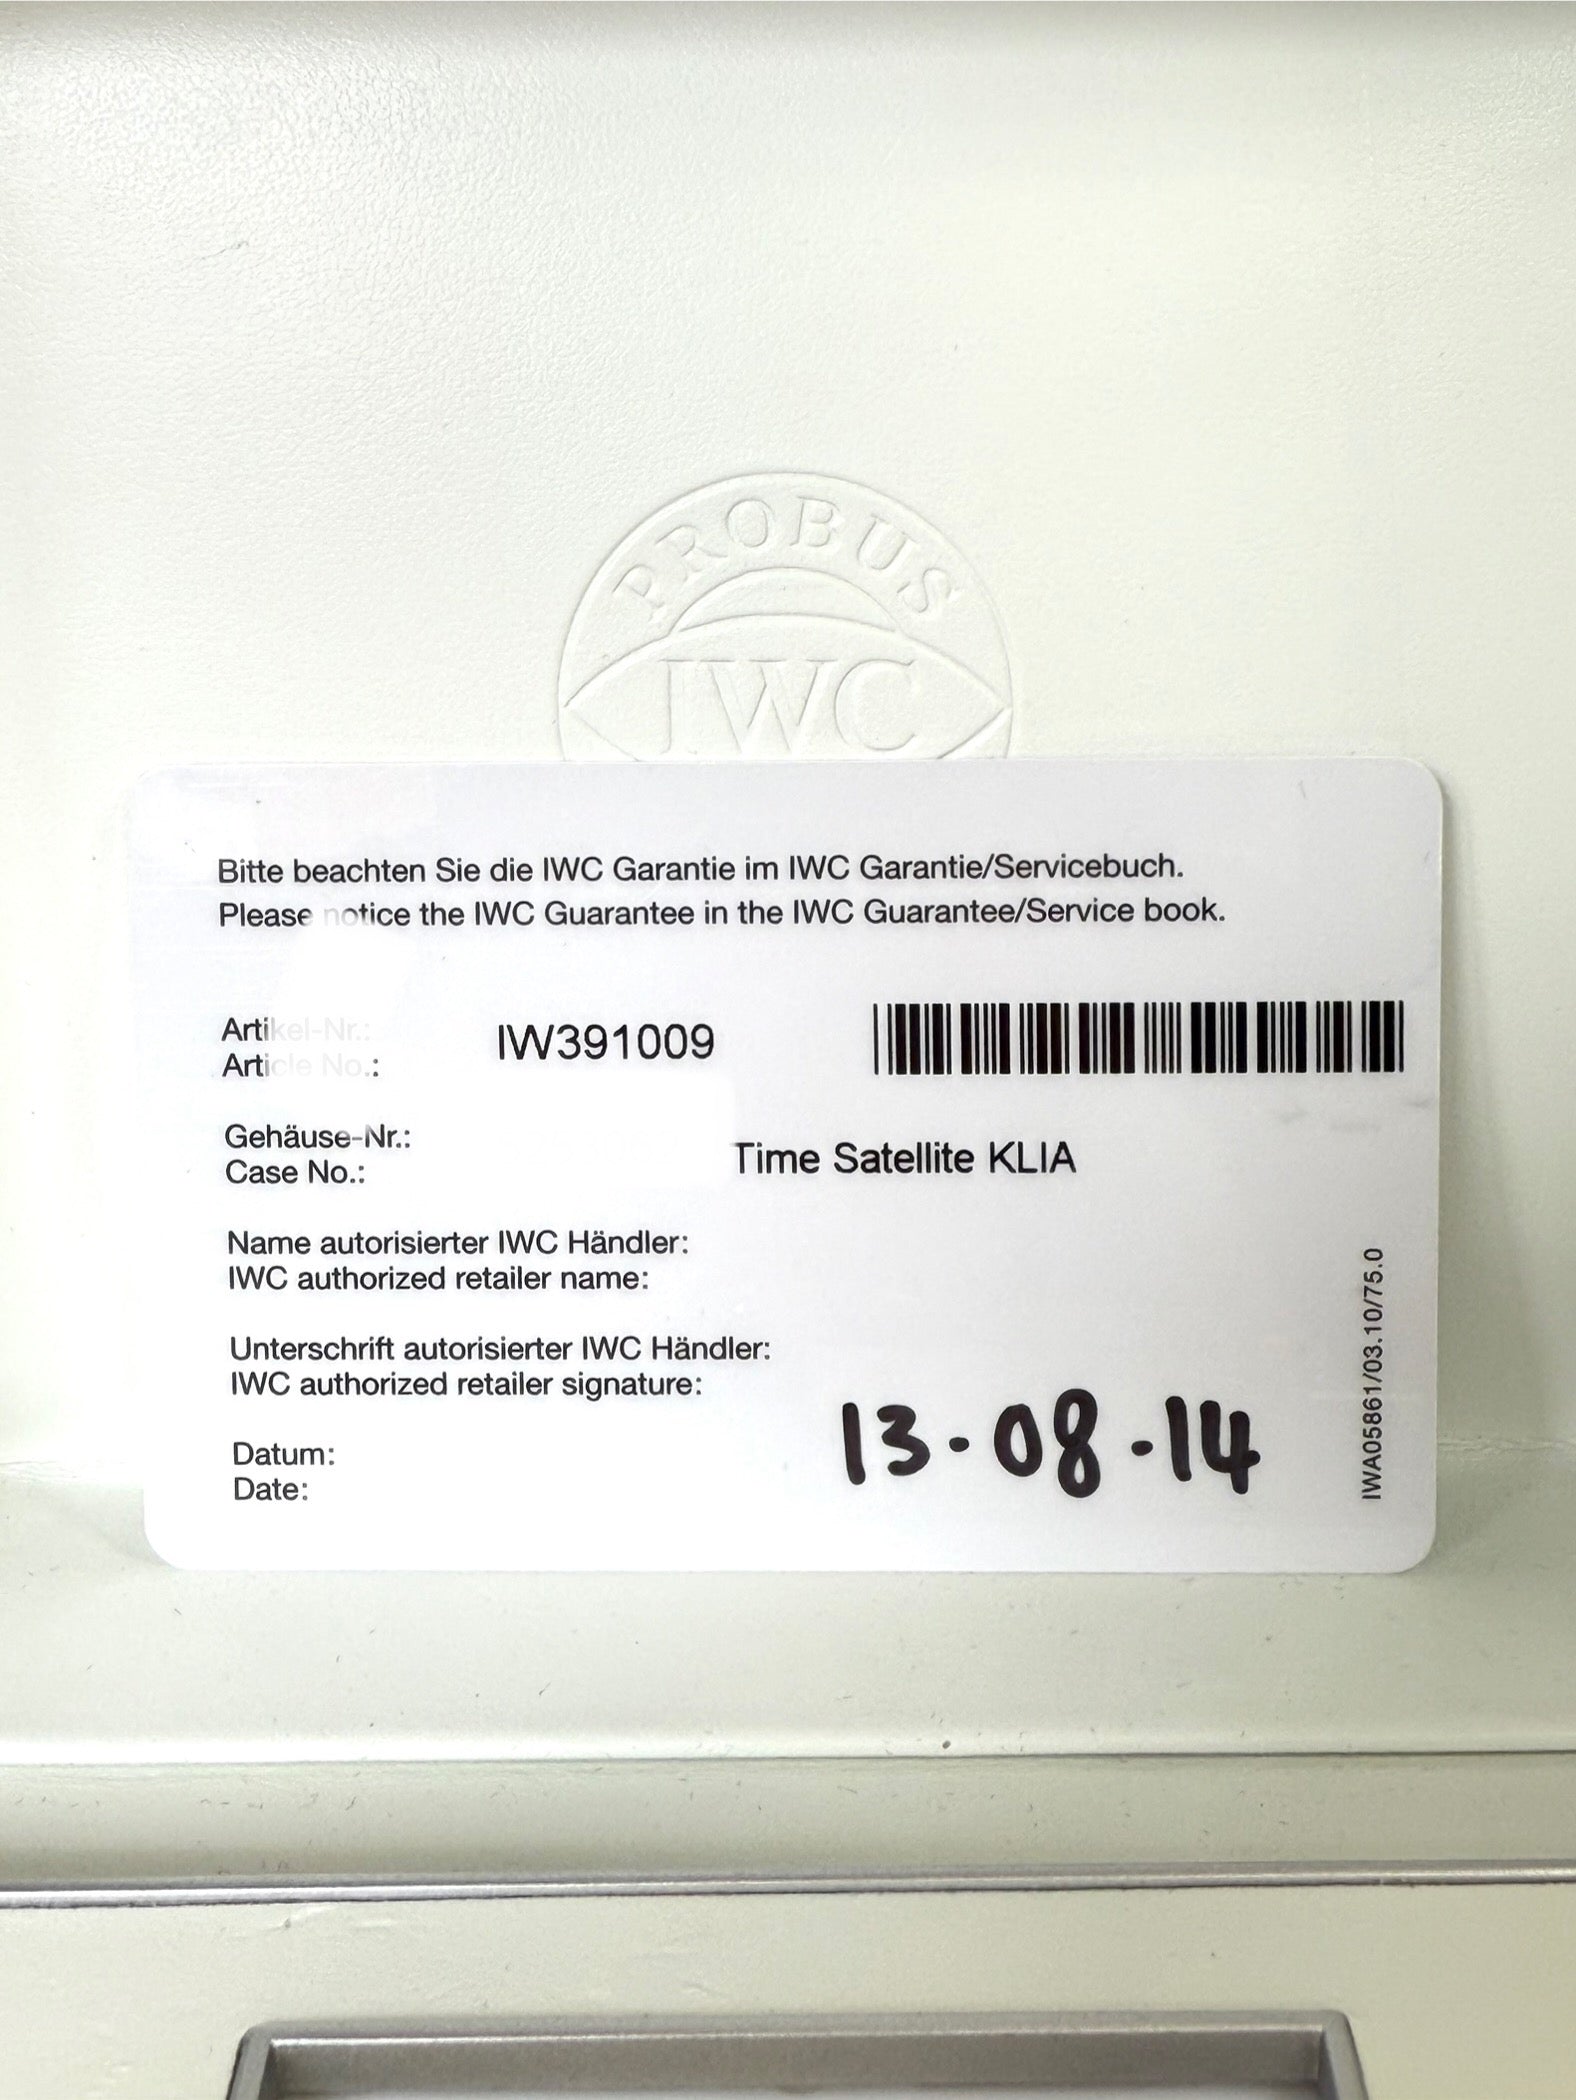 PROBUS
IWC
Bitte beachten Sie die IWC Garantie im IWC Garantie/Servicebuch.
Please notice the IWC Guarantee in the IWC Guarantee/Service book.
Artikel-Nr.:
Article No.:
IW391009
Gehäuse-Nr.:
Case No.:
Time Satellite KLIA
Name autorisierter IWC Händler:
IWC authorized retailer name:
Unterschrift autorisierter IWC Händler:
IWC authorized retailer signature:
Datum:
Date:
13·08·14
IWA05861/03.10/75.0